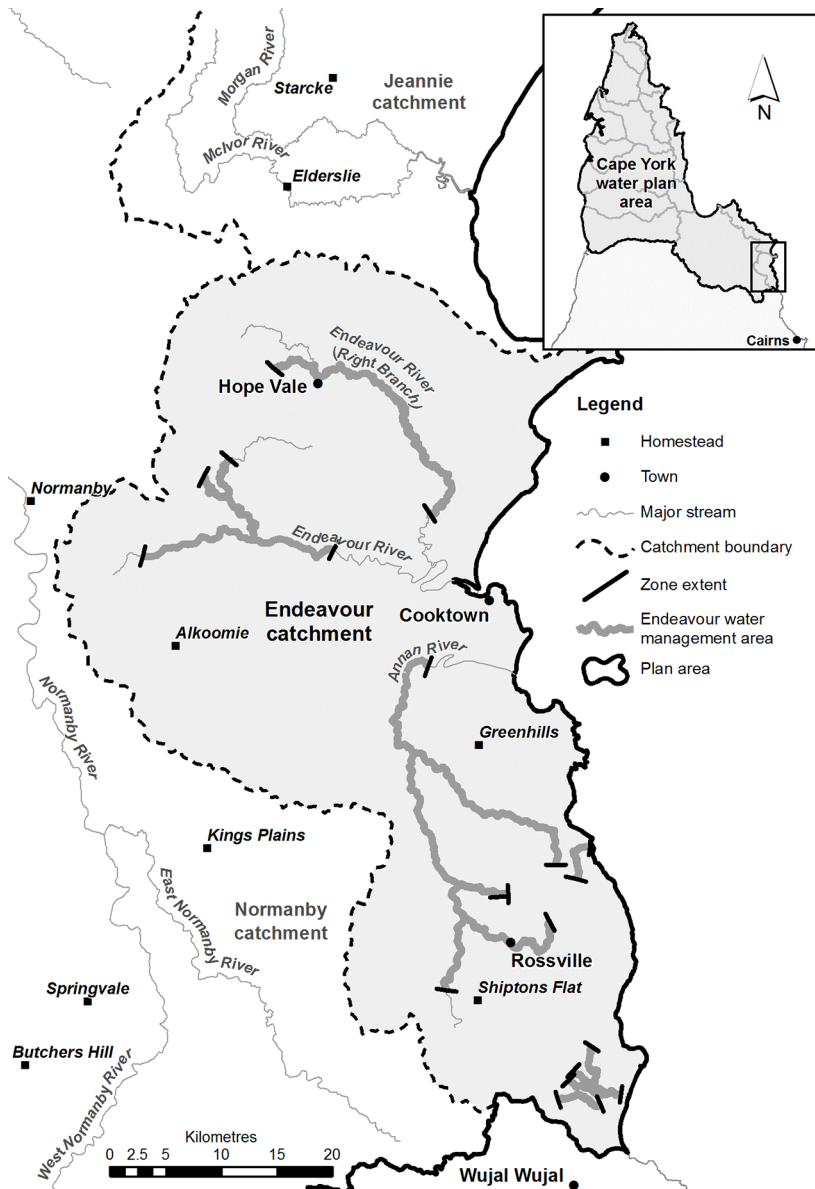 Morgan River
Starcke
Jeannie
catchment
McIvor River
Elderslie
N
Cape York
water plan
area
Cairns
Endeavour River
(Right Branch)
Hope Vale
Legend
Homestead
Town
Major stream
Catchment boundary
Zone extent
Endeavour water
management area
Plan area
Normanby
Endeavour River
Endeavour
catchment
Cooktown
Alkoomie
Annan River
Normanby River
Greenhills
Kings Plains
East Normanby River
Normanby
catchment
Rossville
Springvale
Shiptons Flat
Butchers Hill
West Normanby River
Kilometres
0 2.5 5 10 15 20
Wujal Wujal